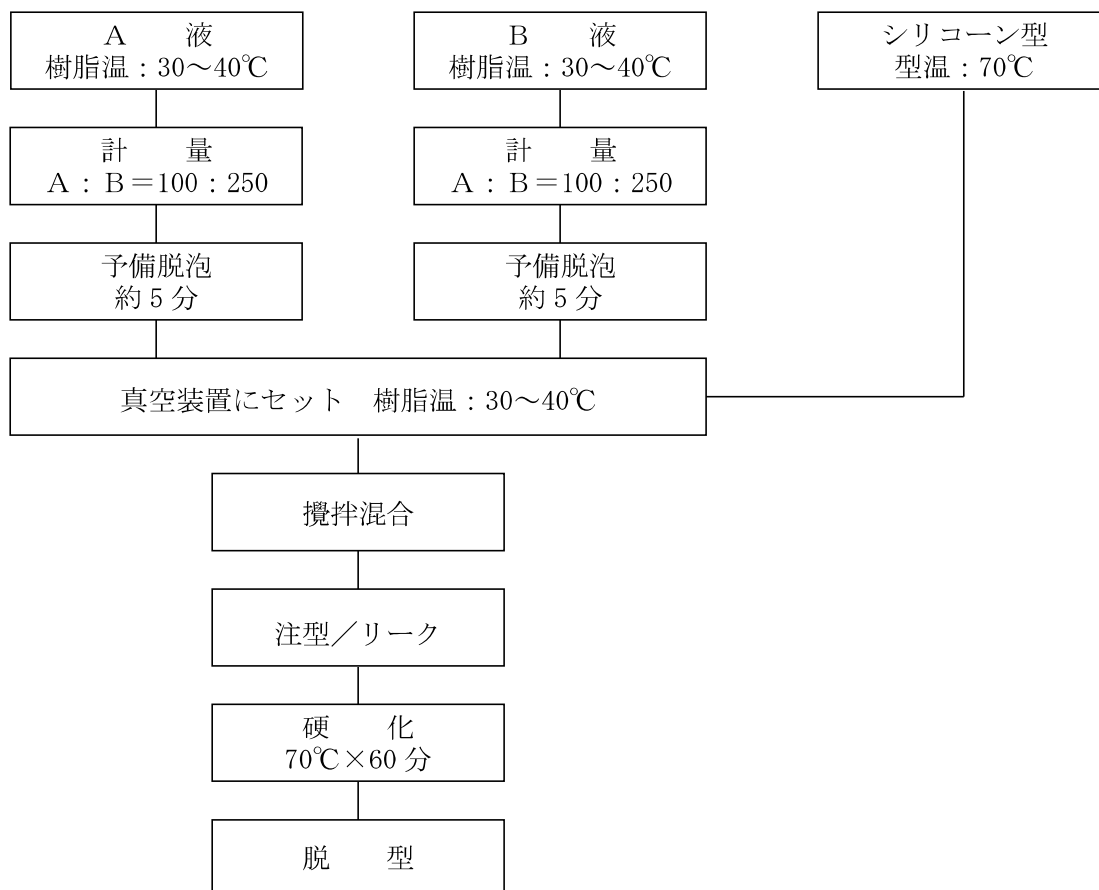 A　　液
樹脂温：30～40℃
B　　液
樹脂温：30～40℃
シリコーン型
型温：70℃
計　　量
A：B＝100：250
計　　量
A：B＝100：250
予備脱泡
約5分
予備脱泡
約5分
真空装置にセット　樹脂温：30～40℃
攪拌混合
注型／リーク
硬　　化
70℃×60分
脱　　型